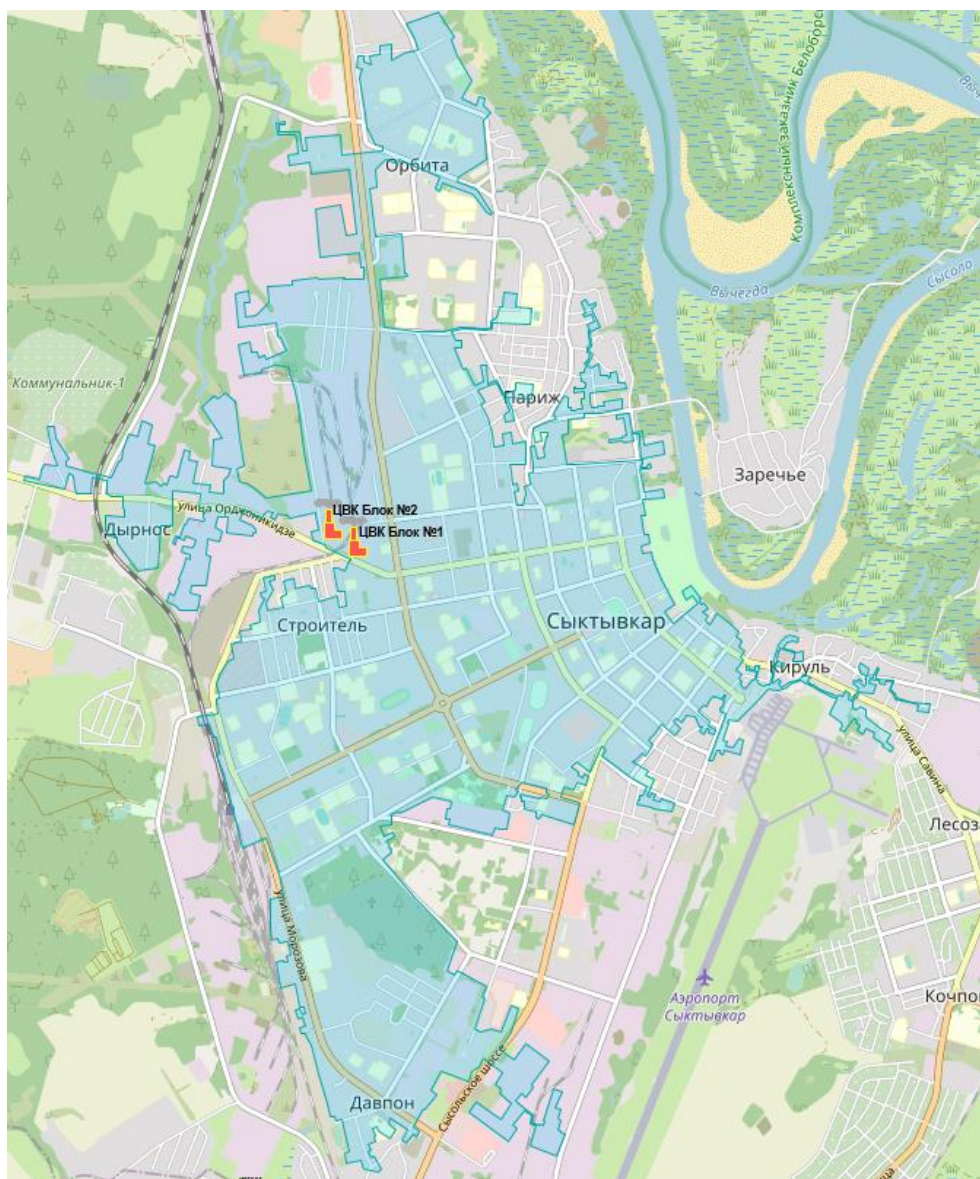 Комплексный заказник Белоборс
Орбита
Вычегда
Сысола
Коммунальник-1
Париж
Заречье
ЦВК Блок №2
улица Орджоникидзе
ЦВК Блок №1
Дырнос
Строитель
Сыктывкар
Кируль
улица Савина
Лесоз
улица Морозова
Аэропорт
Сыктывкар
Кочпо
Сысольское шоссе
Давпон